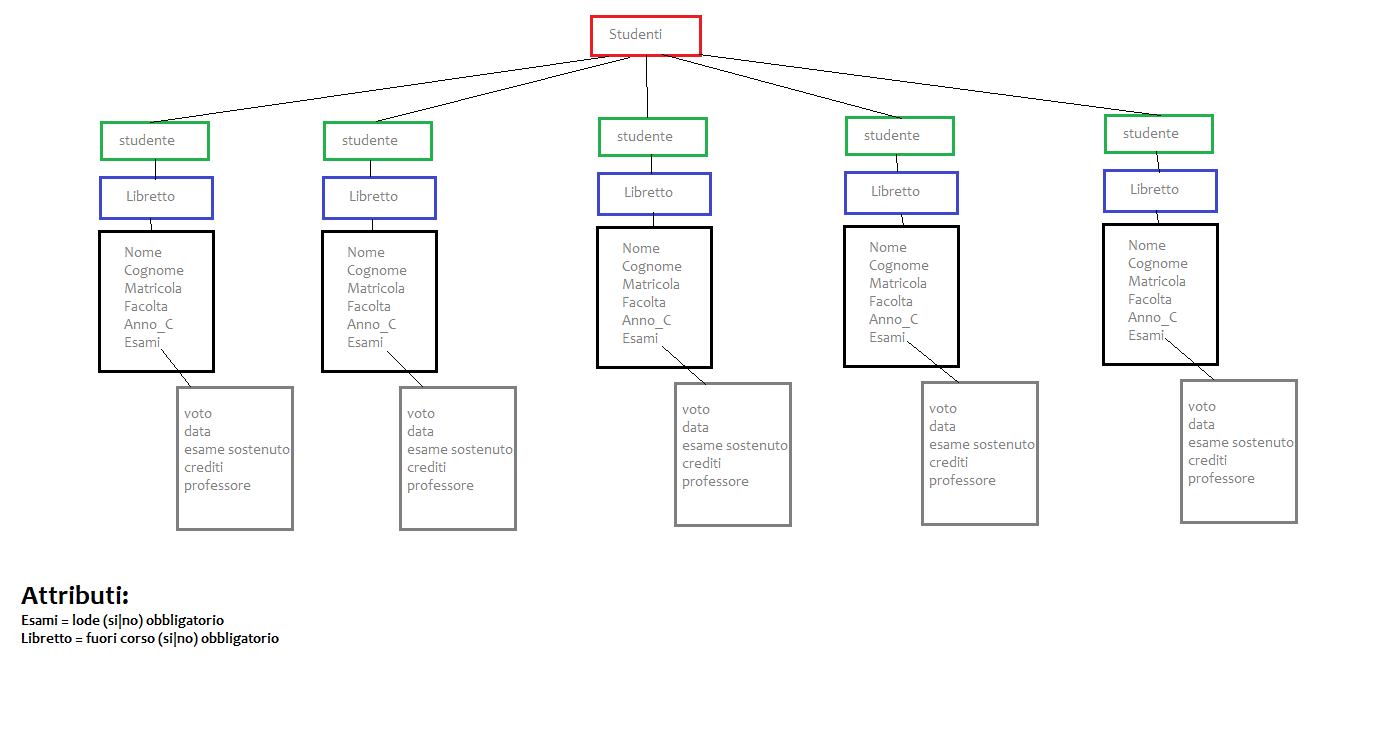 Studenti
studente
studente
studente
studente
studente
Libretto
Libretto
Libretto
Libretto
Libretto
Nome
Cognome
Matricola
Facolta
Anno_C
Esami
Nome
Cognome
Matricola
Facolta
Anno_C
Esami
Nome
Cognome
Matricola
Facolta
Anno_C
Esami
Nome
Cognome
Matricola
Facolta
Anno_C
Esami
Nome
Cognome
Matricola
Facolta
Anno_C
Esami
voto
data
esame sostenuto
crediti
professore
voto
data
esame sostenuto
crediti
professore
voto
data
esame sostenuto
crediti
professore
voto
data
esame sostenuto
crediti
professore
voto
data
esame sostenuto
crediti
professore
Attributi:
Esami = lode (si|no) obbligatorio
Libretto = fuori corso (si|no) obbligatorio